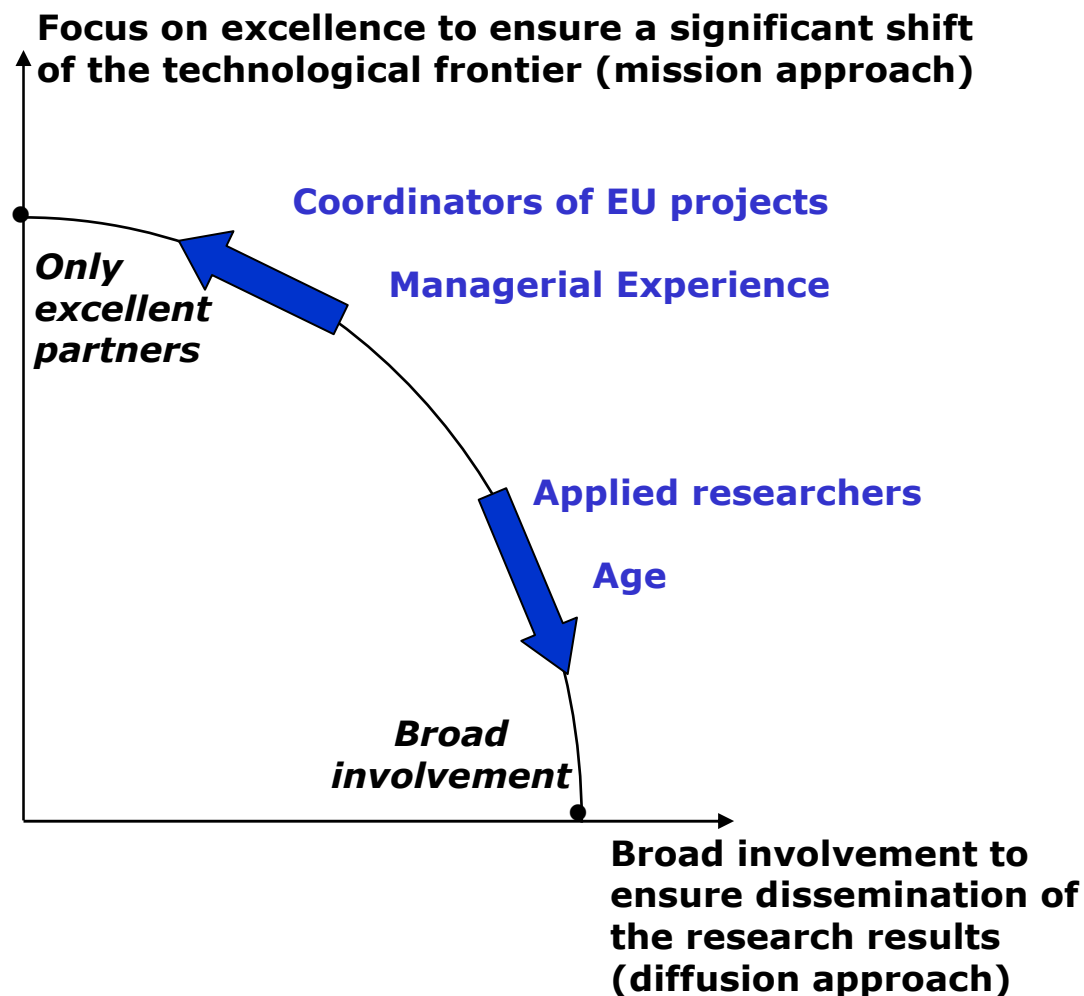 Focus on excellence to ensure a significant shift
of the technological frontier (mission approach)
Coordinators of EU projects
Only
excellent
partners
Managerial Experience
Applied researchers
Age
Broad
involvement
Broad involvement to
ensure dissemination of
the research results
(diffusion approach)